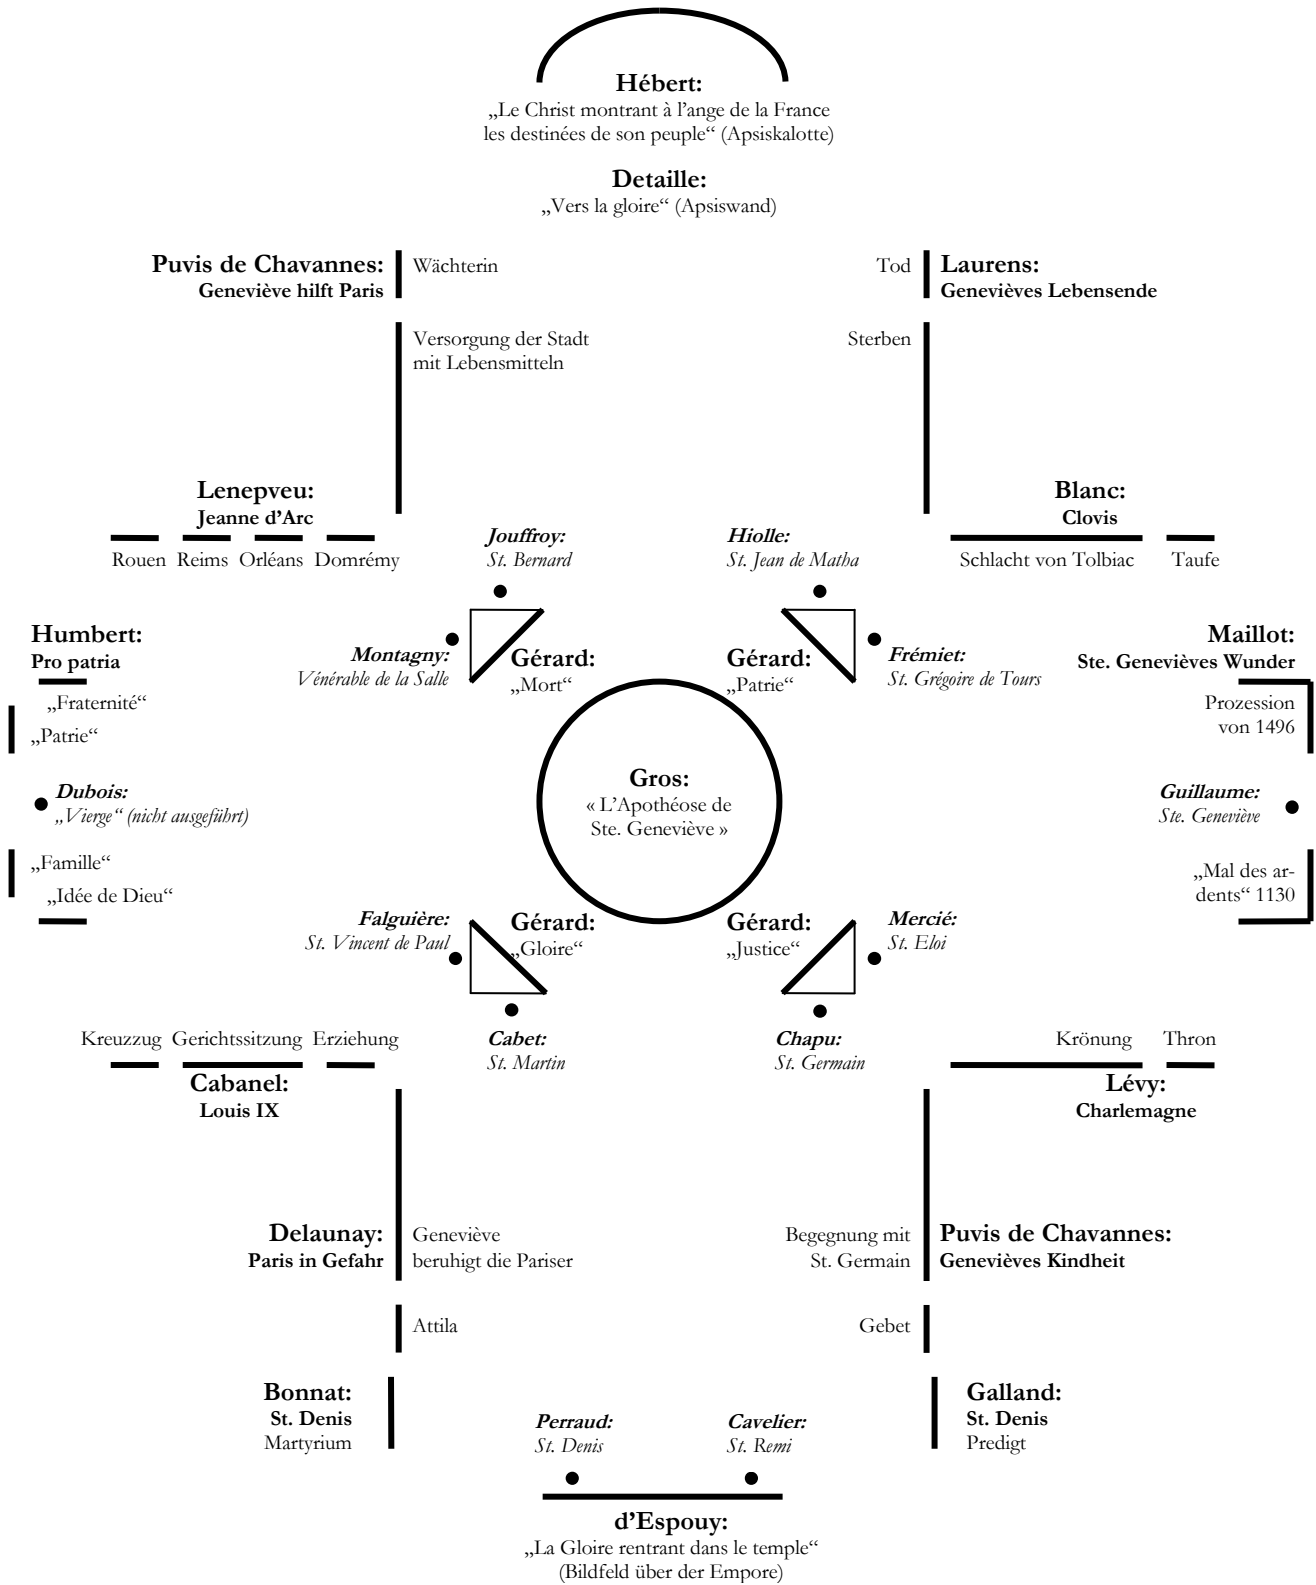 Hébert:
„Le Christ montrant à l’ange de la France
les destinées de son peuple“ (Apsiskalotte)
Detaille:
„Vers la gloire“ (Apsiswand)
Puvis de Chavannes:
Geneviève hilft Paris
Wächterin
Versorgung der Stadt
mit Lebensmitteln
Tod
Sterben
Laurens:
Genevièves Lebensende
Lenepveu:
Jeanne d’Arc
Rouen Reims Orléans Domrémy
Jouffroy:
St. Bernard
Hiolle:
St. Jean de Matha
Blanc:
Clovis
Schlacht von Tolbiac Taufe
Humbert:
Pro patria
„Fraternité“
„Patrie“
Montagny:
Vénérable de la Salle
Gérard:
„Mort“
Gérard:
„Patrie“
Frémiet:
St. Grégoire de Tours
Maillot:
Ste. Genevièves Wunder
Prozession
von 1496
Dubois:
„Vierge“ (nicht ausgeführt)
Gros:
« L’Apothéose de
Ste. Geneviève »
Guillaume:
Ste. Geneviève
„Famille“
„Idée de Dieu“
„Mal des ar-
dents“ 1130
Falguière:
St. Vincent de Paul
Gérard:
„Gloire“
Gérard:
„Justice“
Mercié:
St. Eloi
Kreuzzug Gerichtssitzung Erziehung
Cabanel:
Louis IX
Cabet:
St. Martin
Chapu:
St. Germain
Krönung Thron
Lévy:
Charlemagne
Delaunay:
Paris in Gefahr
Geneviève
beruhigt die Pariser
Attila
Begegnung mit
St. Germain
Gebet
Puvis de Chavannes:
Genevièves Kindheit
Bonnat:
St. Denis
Martyrium
Perraud:
St. Denis
Cavelier:
St. Remi
Galland:
St. Denis
Predigt
d’Espouy:
„La Gloire rentrant dans le temple“
(Bildfeld über der Empore)